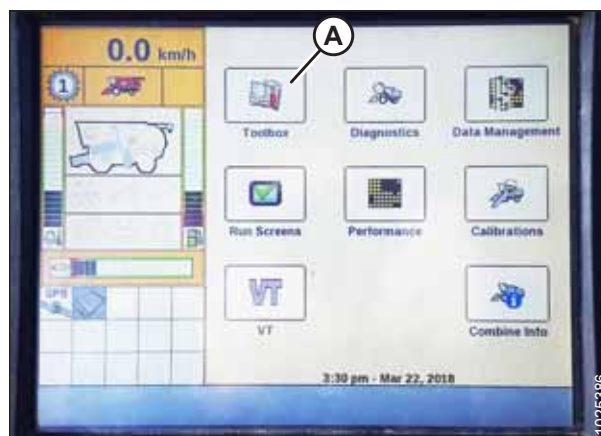 A
0.0 km/h
1
Toolbox
Diagnostics
Data Management
Run Screens
Performance
Calibrations
GPS
VT
VT
Combine Info
3:30 pm - Mar 22, 2018
1025286